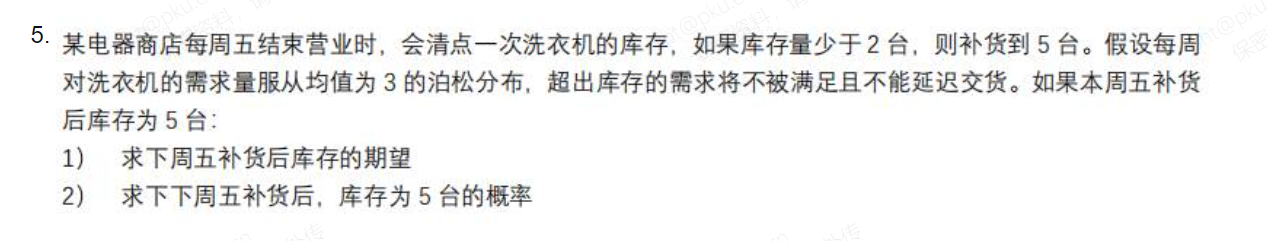 5. 某电器商店每周五结束营业时，会清点一次洗衣机的库存，如果库存量少于 2 台，则补货到 5 台。假设每周
对洗衣机的需求量服从均值为 3 的泊松分布，超出库存的需求将不被满足且不能延迟交货。如果本周五补货
后库存为 5 台：
1) 求下周五补货后库存的期望
2) 求下下周五补货后，库存为 5 台的概率